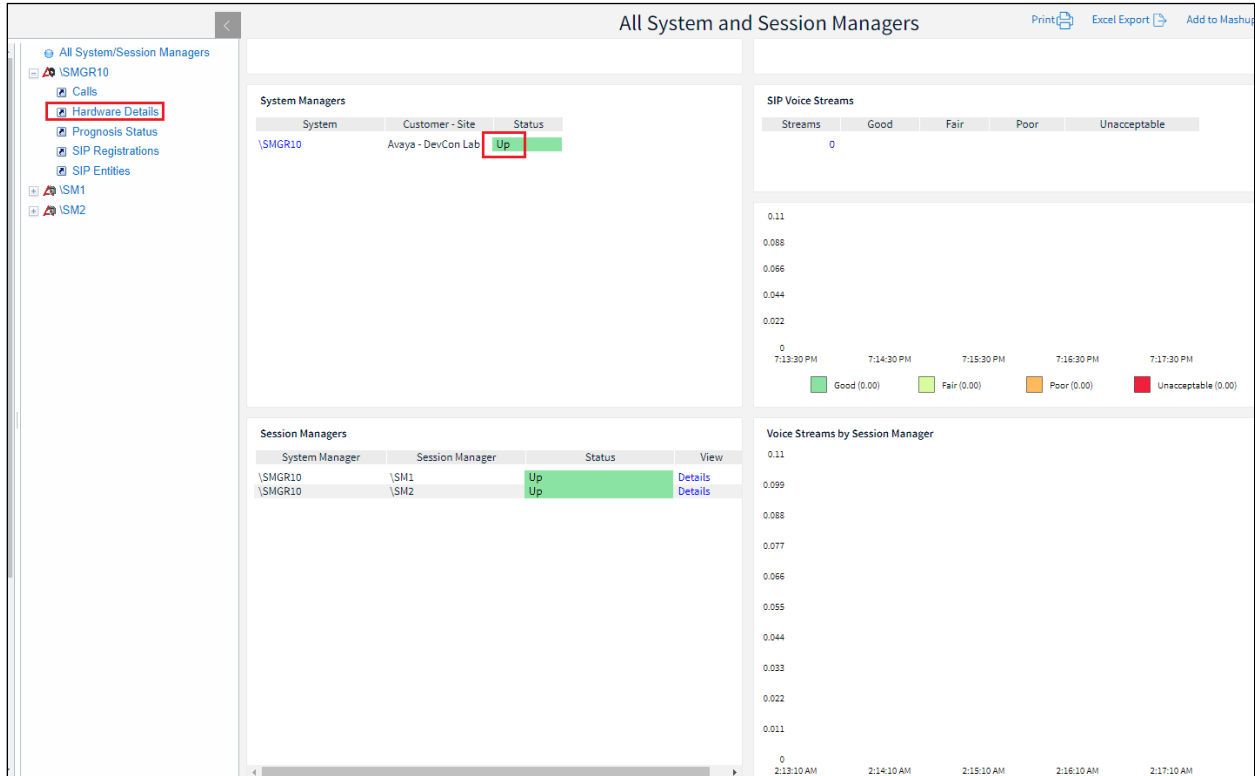 All System and Session Managers
Print
Excel Export
Add to Mashup
All System/Session Managers
\SMGR10
Calls
Hardware Details
Prognosis Status
SIP Registrations
SIP Entities
\SM1
\SM2
System Managers
System Customer - Site Status
\SMGR10 Avaya - DevCon Lab Up
SIP Voice Streams
Streams Good Fair Poor Unacceptable
0
0.11
0.088
0.066
0.044
0.022
0
7:13:30 PM 7:14:30 PM 7:15:30 PM 7:16:30 PM 7:17:30 PM
Good (0.00) Fair (0.00) Poor (0.00) Unacceptable (0.00)
Session Managers
System Manager Session Manager Status View
\SMGR10 \SM1 Up Details
\SMGR10 \SM2 Up Details
Voice Streams by Session Manager
0.11
0.099
0.088
0.077
0.066
0.055
0.044
0.033
0.022
0.011
0
2:13:10 AM 2:14:10 AM 2:15:10 AM 2:16:10 AM 2:17:10 AM